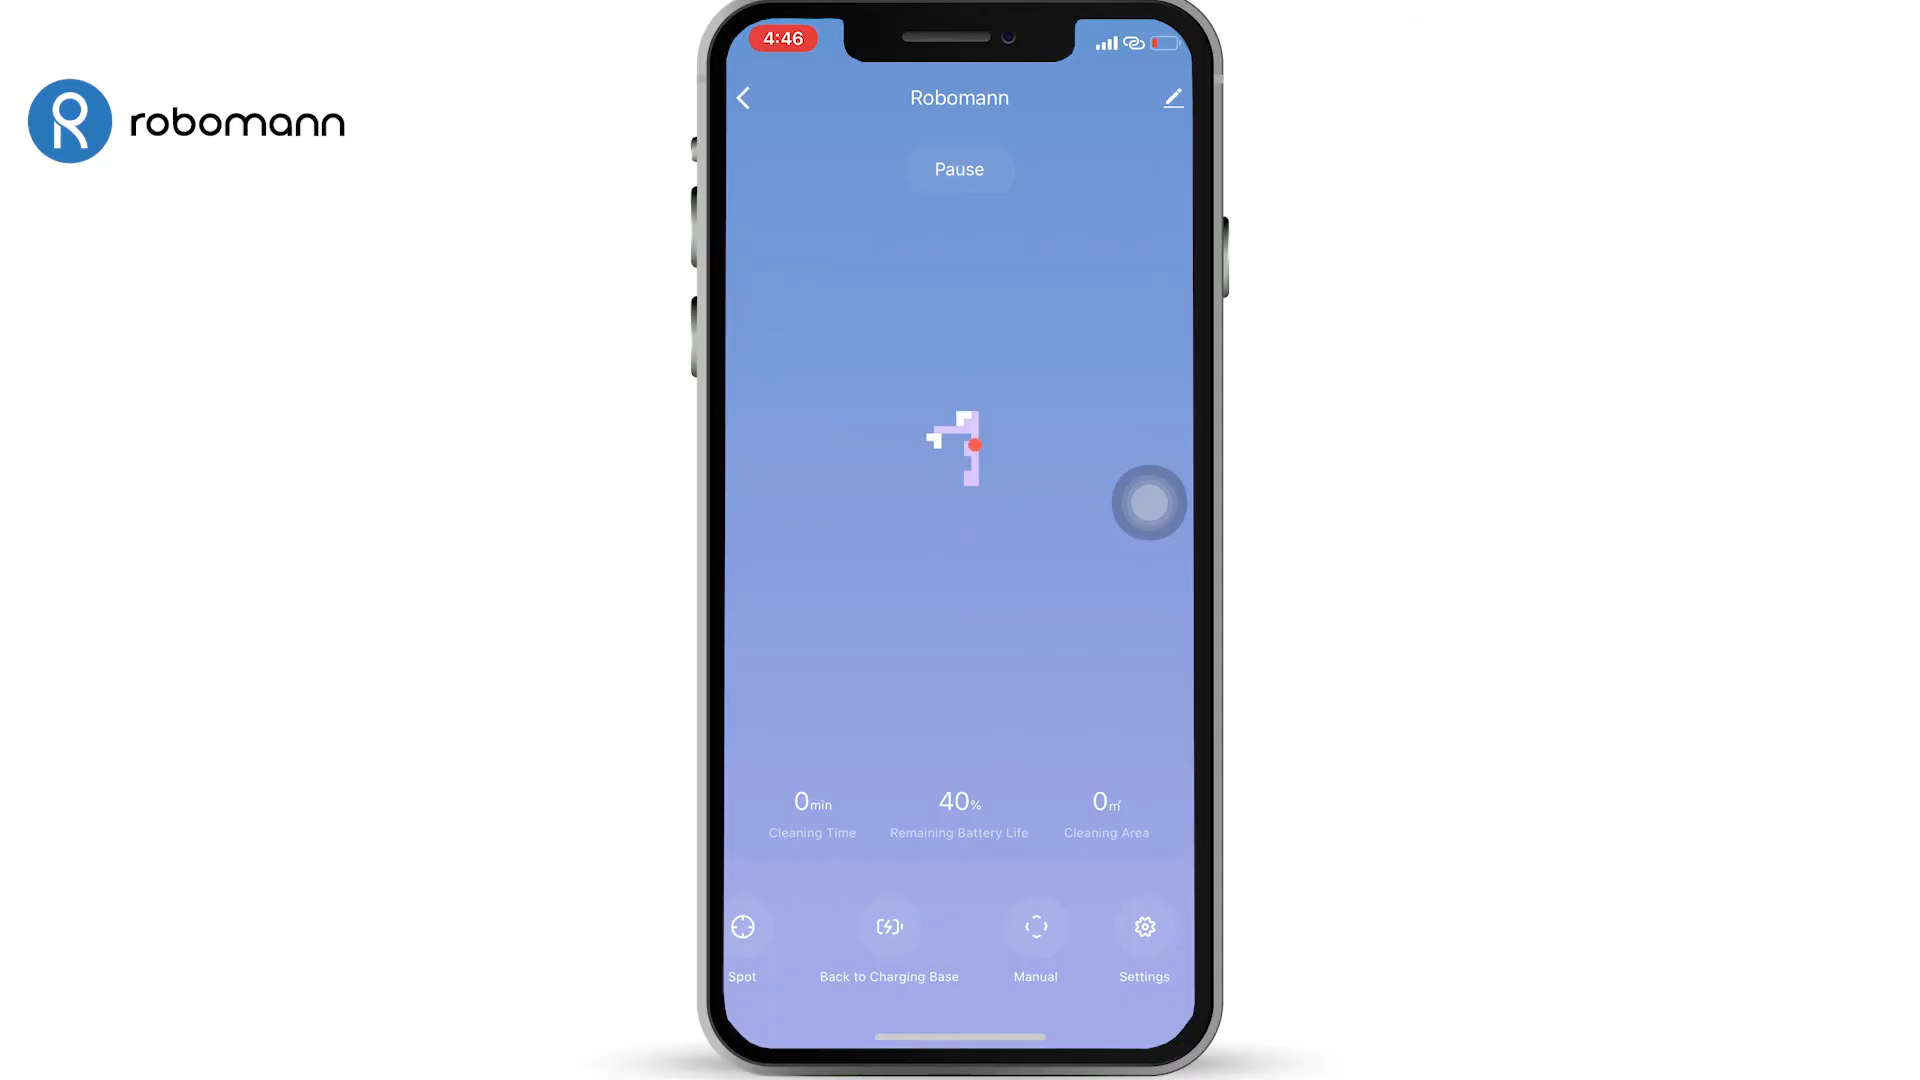 robomann
4:46
Robomann
Pause
0min
40%
0㎡
Cleaning Time
Remaining Battery Life
Cleaning Area
Spot
Back to Charging Base
Manual
Settings